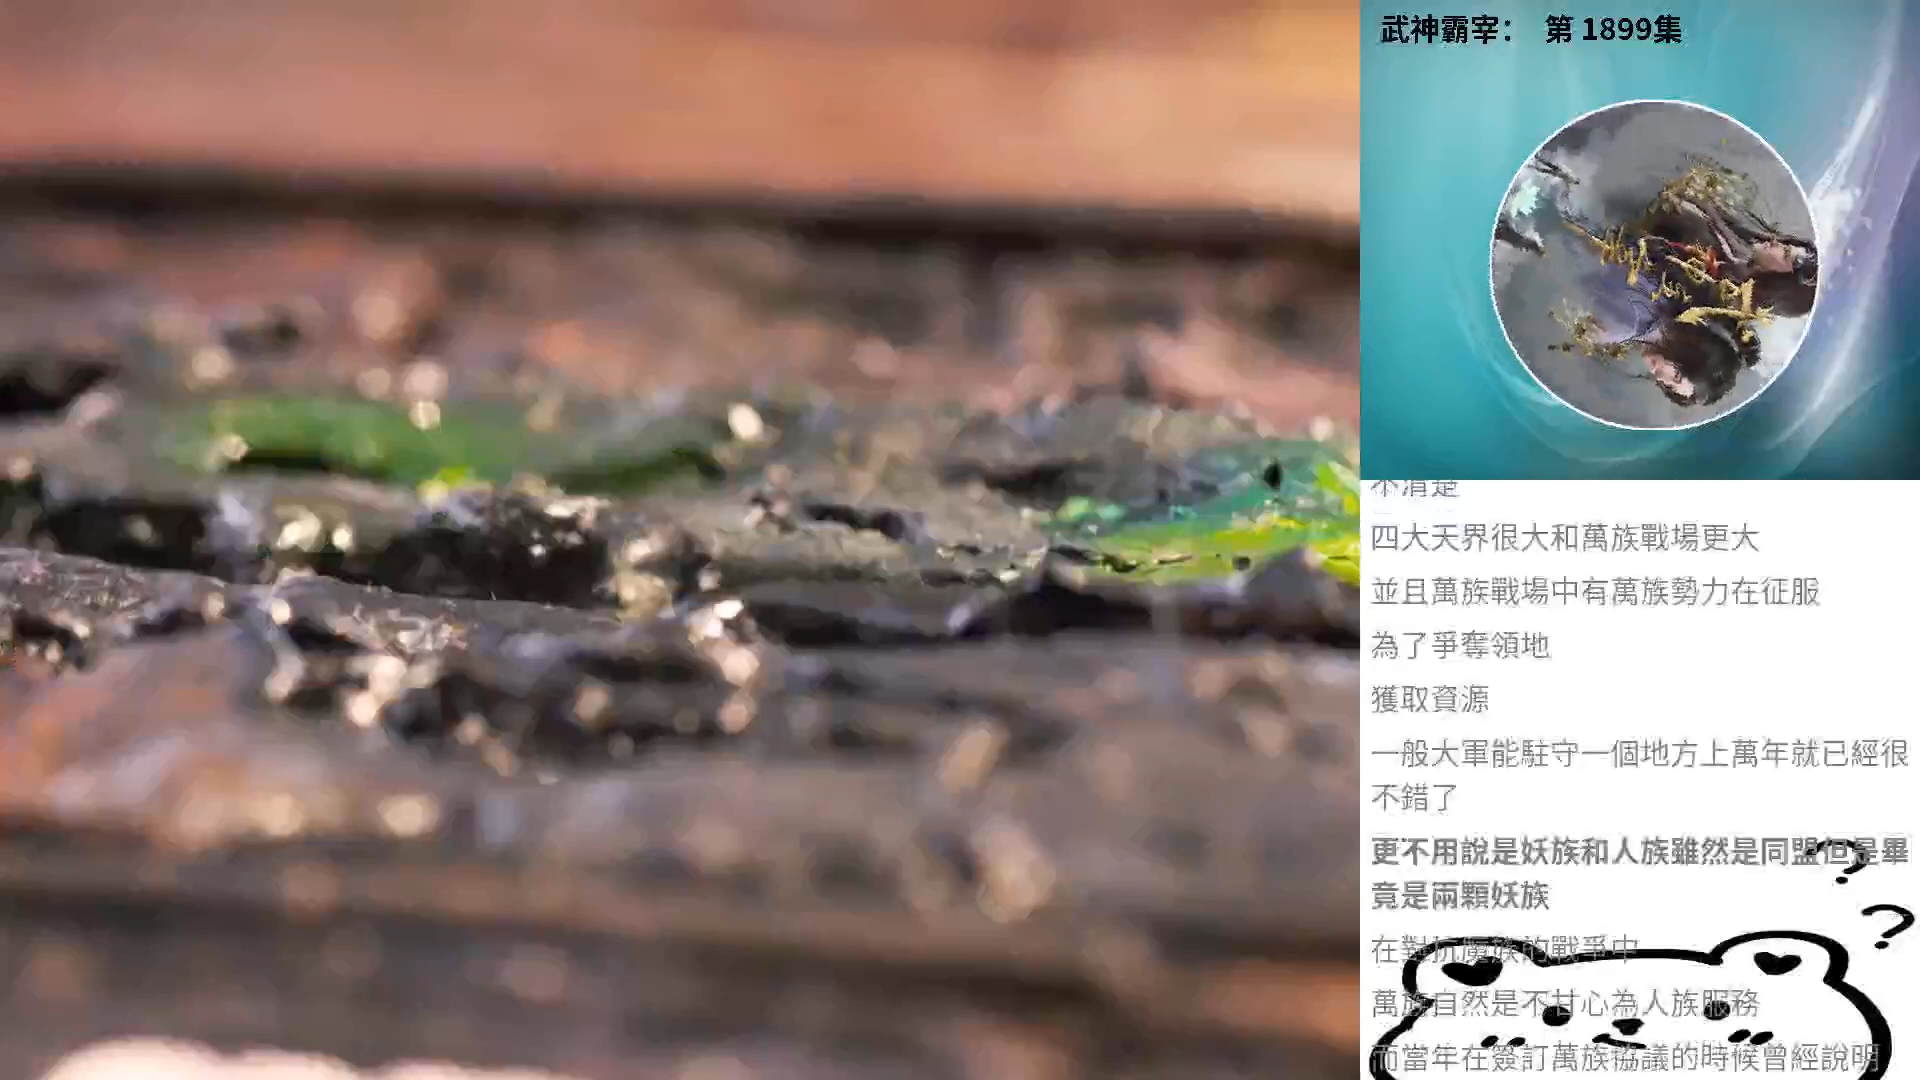 武神霸宰： 第 1899集
不清楚
四大天界很大和萬族戰場更大
並且萬族戰場中有萬族勢力在征服
為了爭奪領地
獲取資源
一般大軍能駐守一個地方上萬年就已經很
不錯了
更不用說是妖族和人族雖然是同盟但是畢
竟是兩顆妖族
在對抗魔族的戰爭中
萬族自然是不甘心為人族服務
而當年在簽訂萬族協議的時候曾經說明